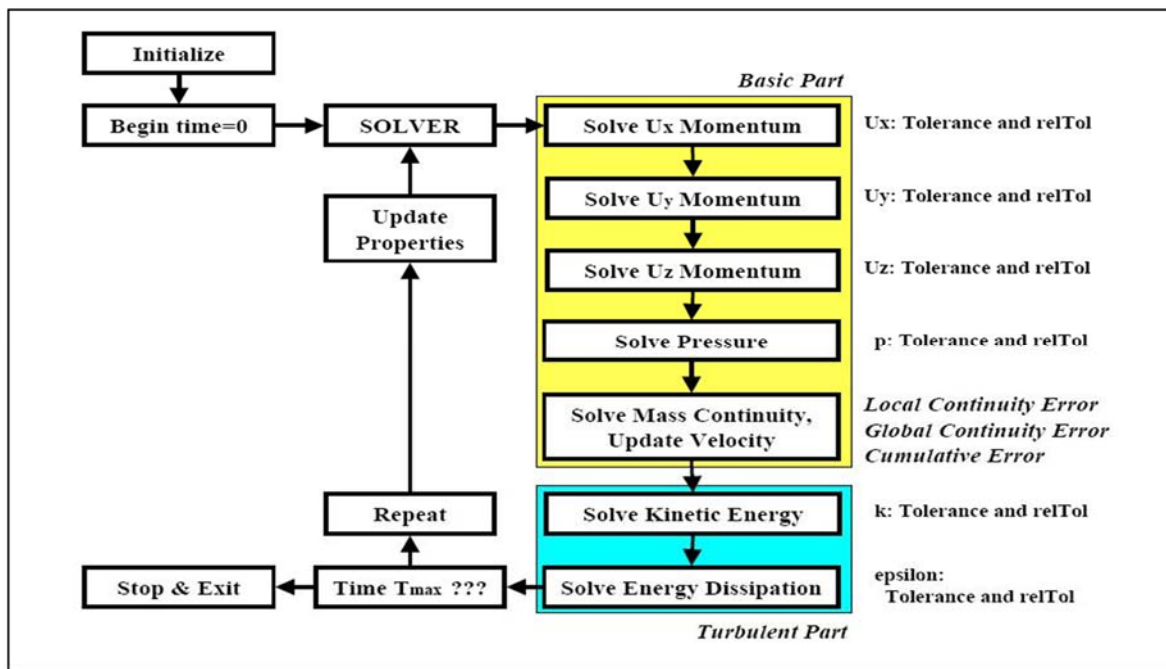 Initialize
Basic Part
Begin time=0
SOLVER
Solve Ux Momentum
Ux: Tolerance and relTol
Update
Properties
Solve Uy Momentum
Uy: Tolerance and relTol
Solve Uz Momentum
Uz: Tolerance and relTol
Solve Pressure
p: Tolerance and relTol
Solve Mass Continuity,
Update Velocity
Local Continuity Error
Global Continuity Error
Cumulative Error
Repeat
Solve Kinetic Energy
k: Tolerance and relTol
Stop & Exit
Time Tmax ???
Solve Energy Dissipation
epsilon:
Tolerance and relTol
Turbulent Part